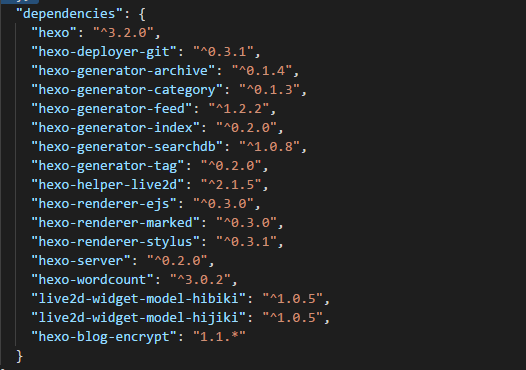 "dependencies": {
"hexo": "^3.2.0",
"hexo-deployer-git": "^0.3.1",
"hexo-generator-archive": "^0.1.4",
"hexo-generator-category": "^0.1.3",
"hexo-generator-feed": "^1.2.2",
"hexo-generator-index": "^0.2.0",
"hexo-generator-searchdb": "^1.0.8",
"hexo-generator-tag": "^0.2.0",
"hexo-helper-live2d": "^2.1.5",
"hexo-renderer-ejs": "^0.3.0",
"hexo-renderer-marked": "^0.3.0",
"hexo-renderer-stylus": "^0.3.1",
"hexo-server": "^0.2.0",
"hexo-wordcount": "^3.0.2",
"live2d-widget-model-hibiki": "^1.0.5",
"live2d-widget-model-hijiki": "^1.0.5",
"hexo-blog-encrypt": "1.1.*"
}